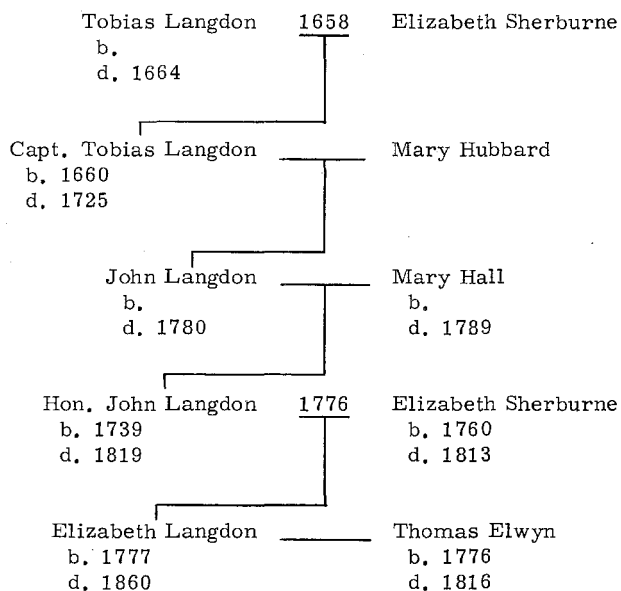 Tobias Langdon 1658 Elizabeth Sherburne
b.
d. 1664
Capt. Tobias Langdon Mary Hubbard
b. 1660
d. 1725
John Langdon Mary Hall
b. b.
d. 1780 d. 1789
Hon. John Langdon 1776 Elizabeth Sherburne
b. 1739 b. 1760
d. 1819 d. 1813
Elizabeth Langdon Thomas Elwyn
b. 1777 b. 1776
d. 1860 d. 1816